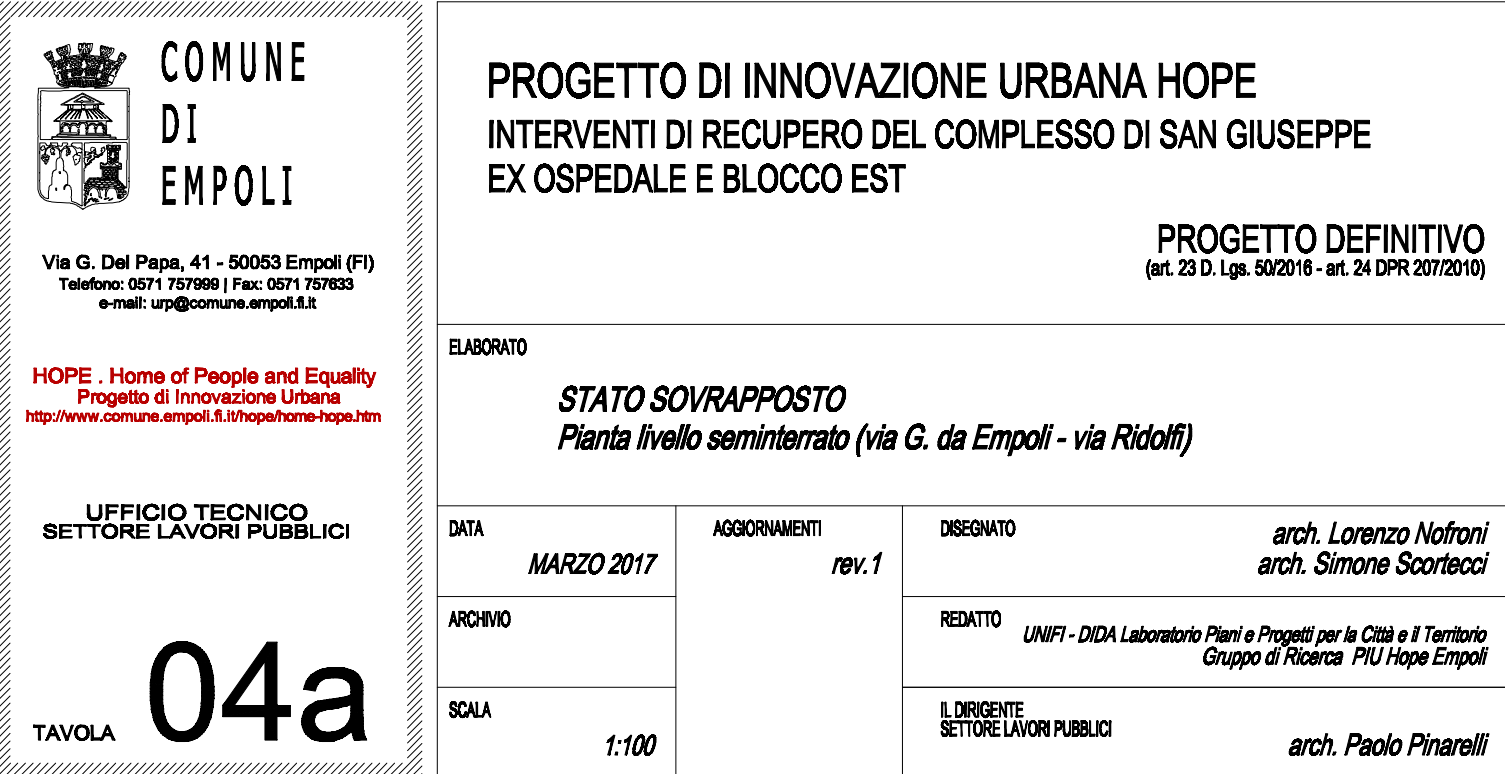 COMUNE
DI
EMPOLI
Via G. Del Papa, 41 - 50053 Empoli (FI)
Telefono: 0571 757999 | Fax: 0571 757633
e-mail: urp@comune.empoli.fi.it
HOPE . Home of People and Equality
Progetto di Innovazione Urbana
http://www.comune.empoli.fi.it/hope/home-hope.htm
UFFICIO TECNICO
SETTORE LAVORI PUBBLICI
TAVOLA 04a
PROGETTO DI INNOVAZIONE URBANA HOPE
INTERVENTI DI RECUPERO DEL COMPLESSO DI SAN GIUSEPPE
EX OSPEDALE E BLOCCO EST
PROGETTO DEFINITIVO
(art. 23 D. Lgs. 50/2016 - art. 24 DPR 207/2010)
ELABORATO
STATO SOVRAPPOSTO
Pianta livello seminterrato (via G. da Empoli - via Ridolfi)
DATA
MARZO 2017
AGGIORNAMENTI
rev.1
DISEGNATO
arch. Lorenzo Nofroni
arch. Simone Scortecci
ARCHIVIO
REDATTO
UNIFI - DIDA Laboratorio Piani e Progetti per la Città e il Territorio
Gruppo di Ricerca PIU Hope Empoli
SCALA
1:100
IL DIRIGENTE
SETTORE LAVORI PUBBLICI
arch. Paolo Pinarelli